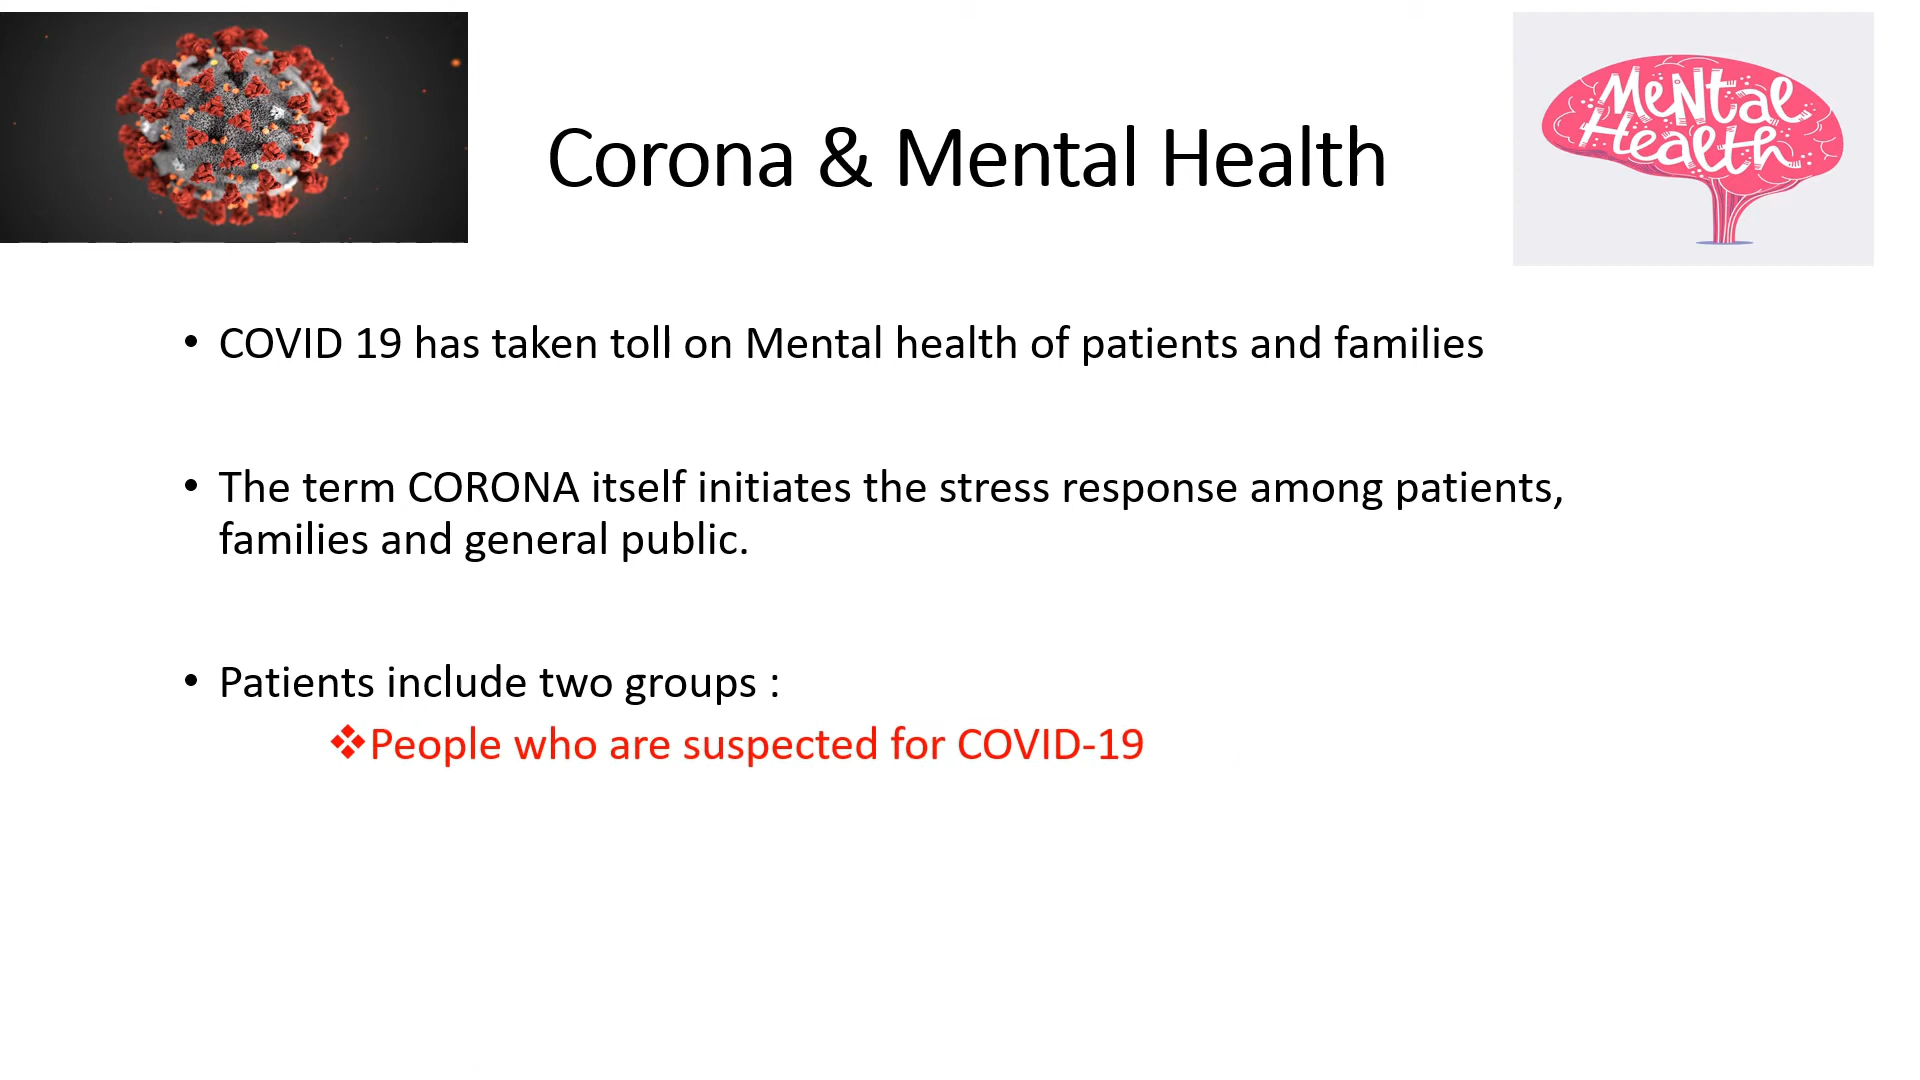 Corona & Mental Health
Mental
Health
• COVID 19 has taken toll on Mental health of patients and families
• The term CORONA itself initiates the stress response among patients,
families and general public.
• Patients include two groups :
❖People who are suspected for COVID-19